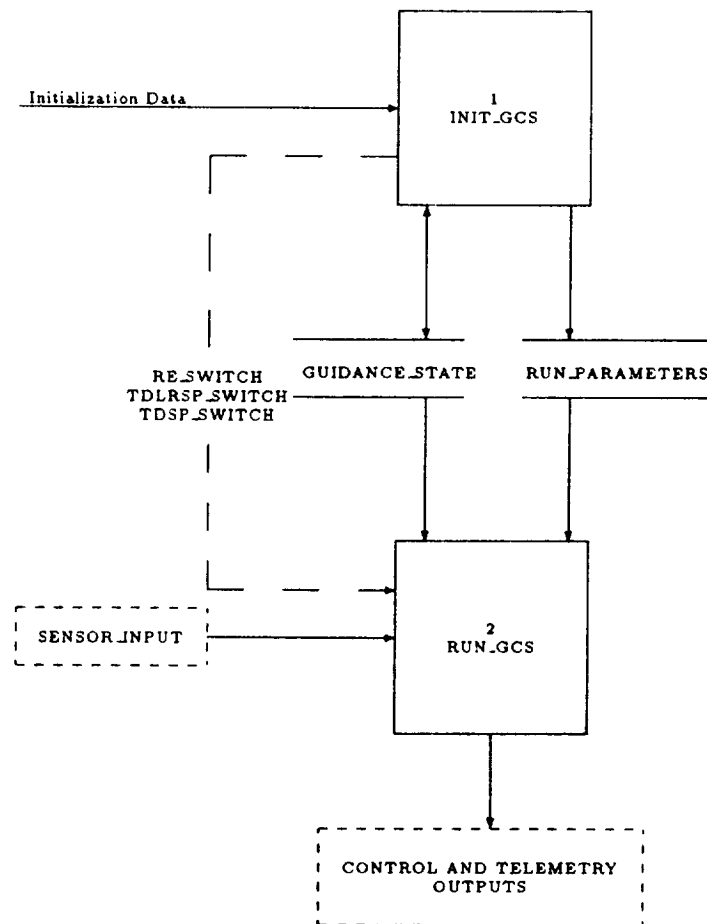 Initialization Data
1
INIT_GCS
RE_SWITCH
TDLRSP_SWITCH
TDSP_SWITCH
GUIDANCE_STATE
RUN_PARAMETERS
SENSOR_INPUT
2
RUN_GCS
CONTROL AND TELEMETRY
OUTPUTS